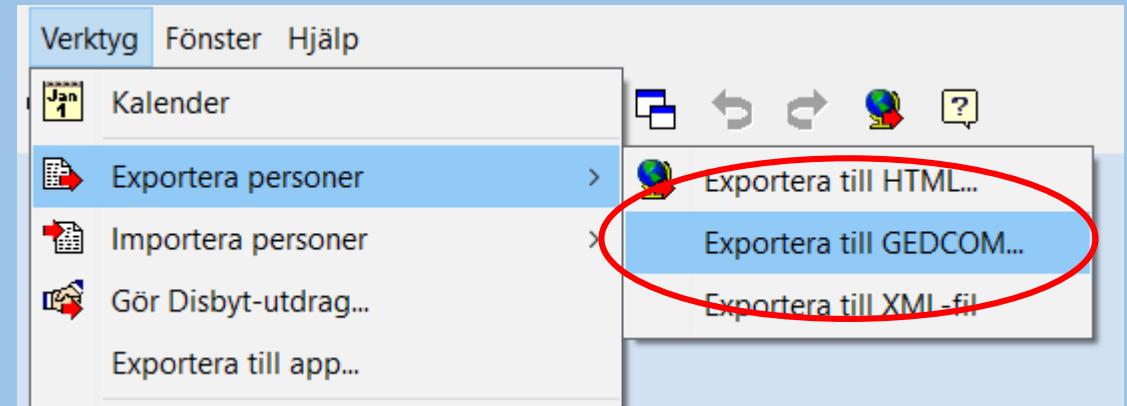 Verktyg Fönster Hjälp
Jan
1
Kalender
Exportera personer
Exportera till HTML...
Importera personer
Exportera till GEDCOM...
Gör Disbyt-utdrag...
Exportera till XML-fil
Exportera till app...